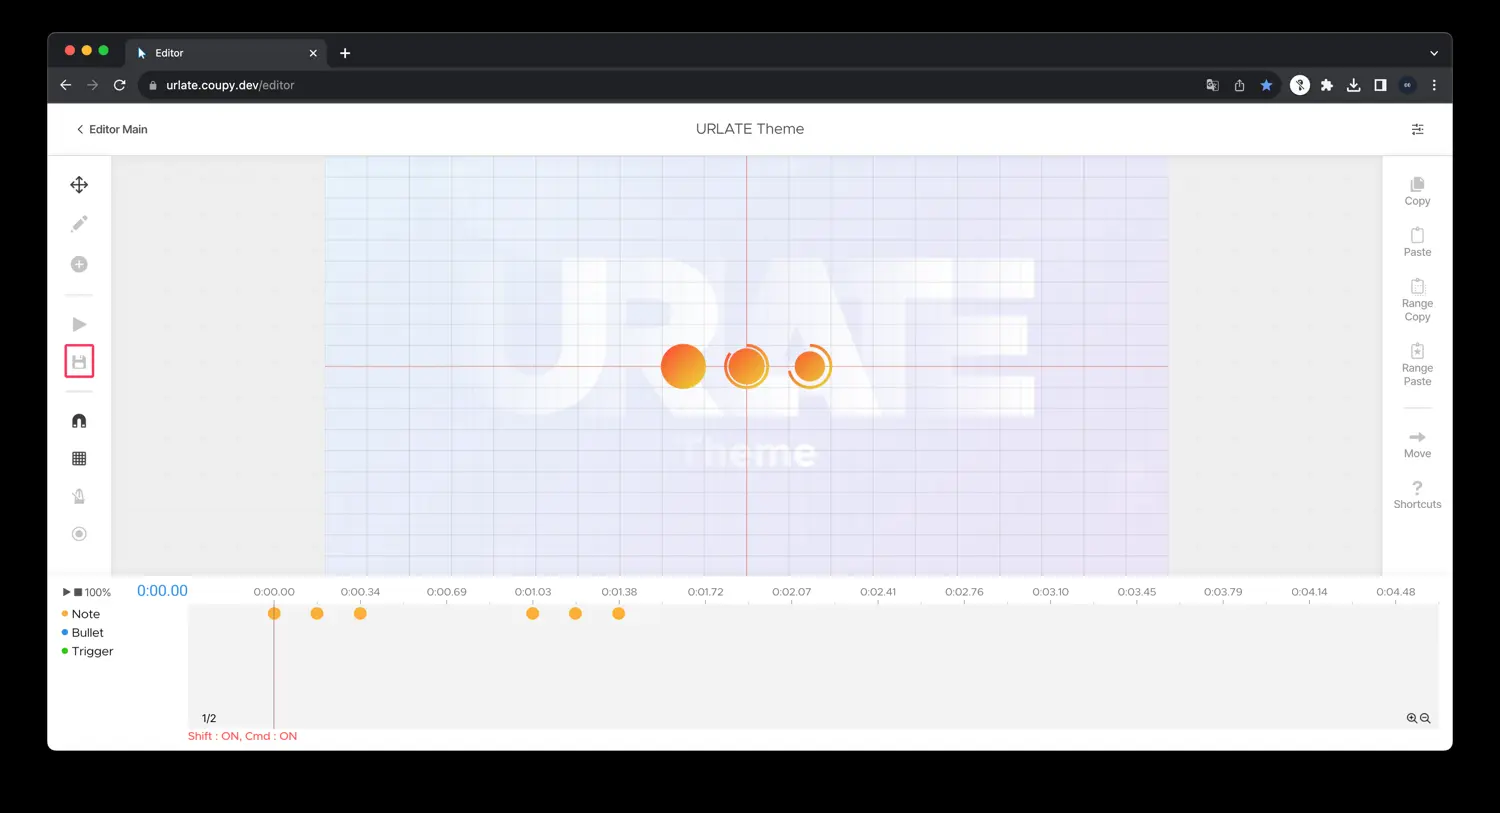 Editor
urlate.coupy.dev/editor
Editor Main
URLATE Theme
URLATE
Theme
Copy
Paste
Range
Copy
Range
Paste
Move
?
Shortcuts
100%
0:00.00
0:00.00 0:00.34 0:00.69 0:01.03 0:01.38 0:01.72 0:02.07 0:02.41 0:02.76 0:03.10 0:03.45 0:03.79 0:04.14 0:04.48
Note
Bullet
Trigger
1/2
Shift : ON, Cmd : ON